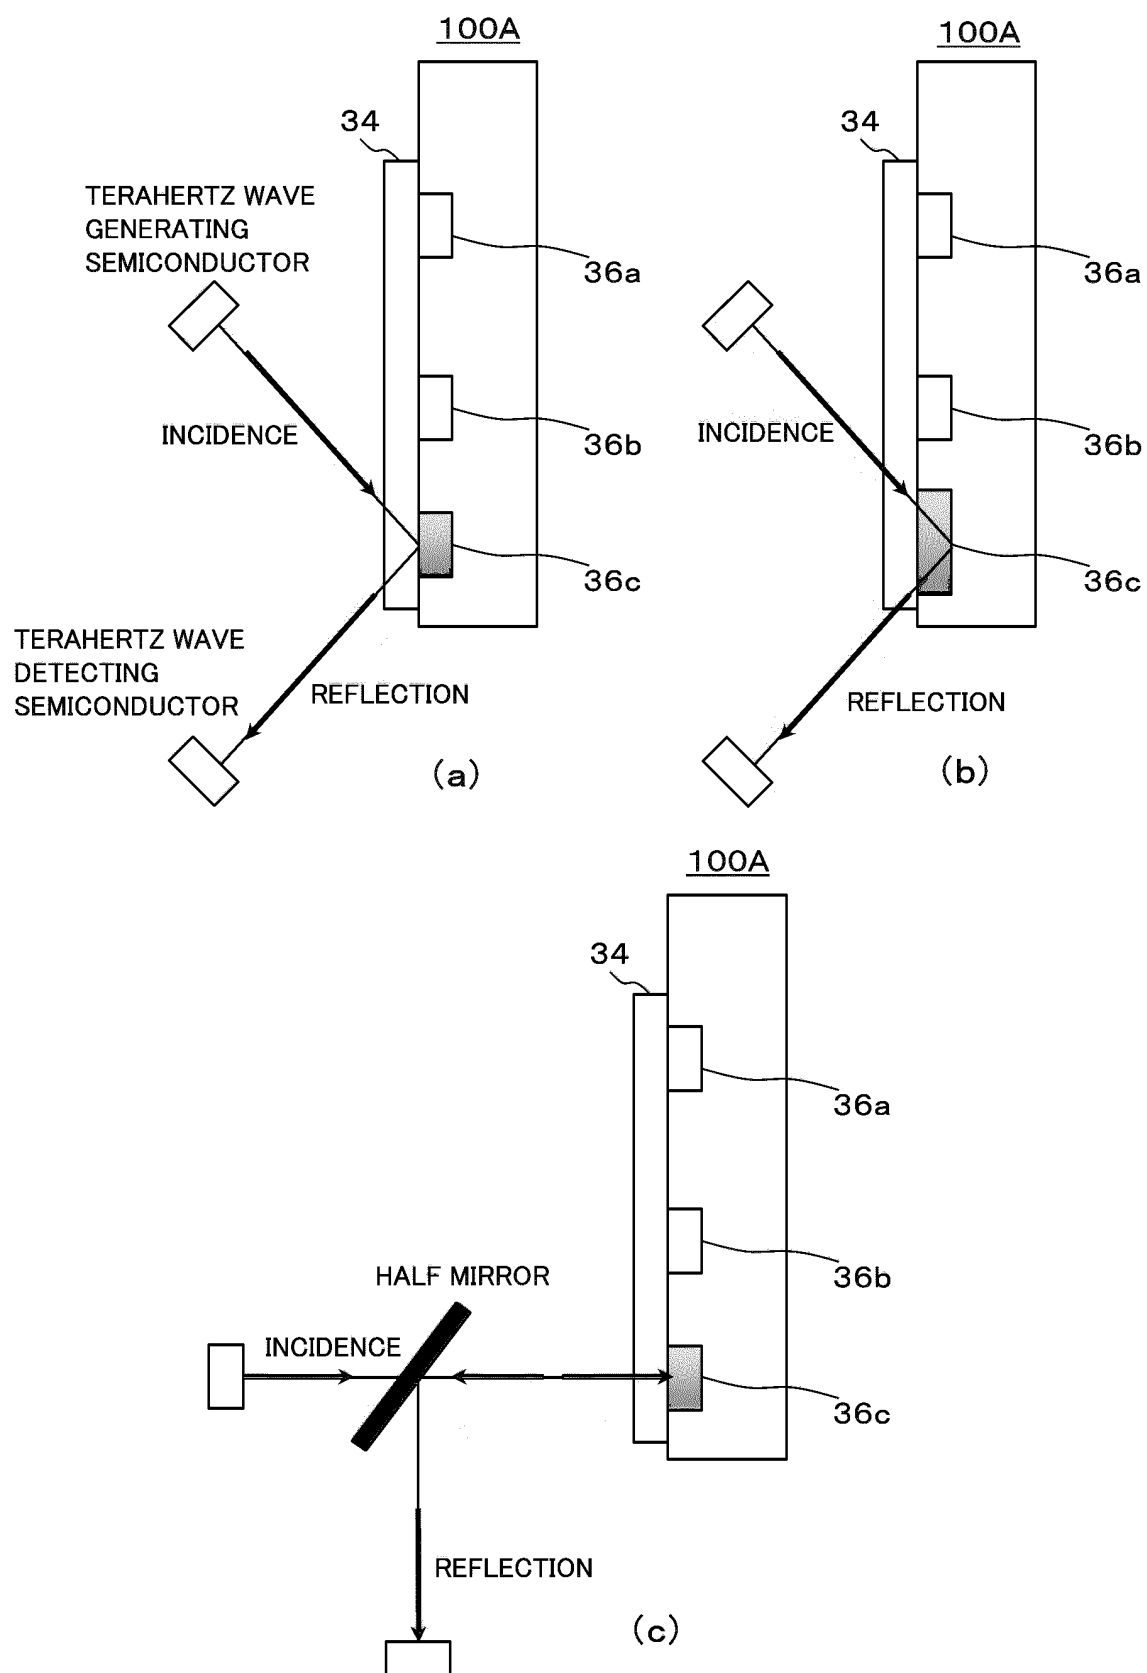 100A
34
TERAHERTZ WAVE
GENERATING
SEMICONDUCTOR
36a
INCIDENCE
36b
36c
TERAHERTZ WAVE
DETECTING
SEMICONDUCTOR
REFLECTION
(a)
100A
34
36a
INCIDENCE
36b
36c
REFLECTION
(b)
100A
34
36a
36b
HALF MIRROR
INCIDENCE
36c
REFLECTION
(c)